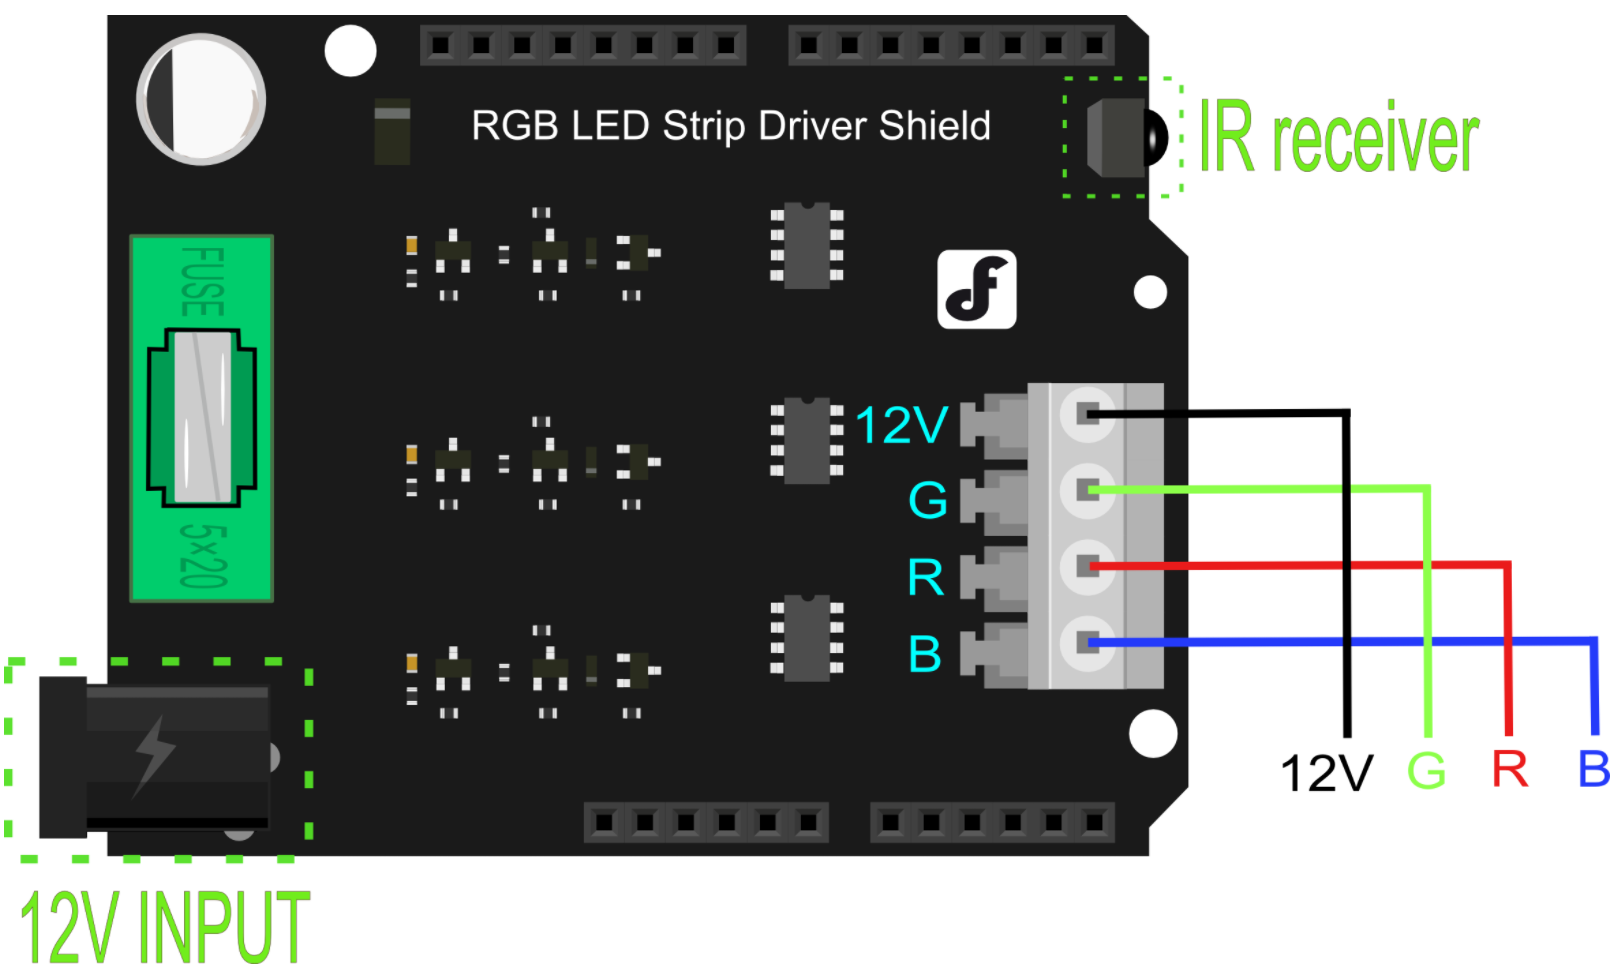 RGB LED Strip Driver Shield
IR receiver
FUSE
5x20
12V
G
R
B
12V G R B
12V INPUT